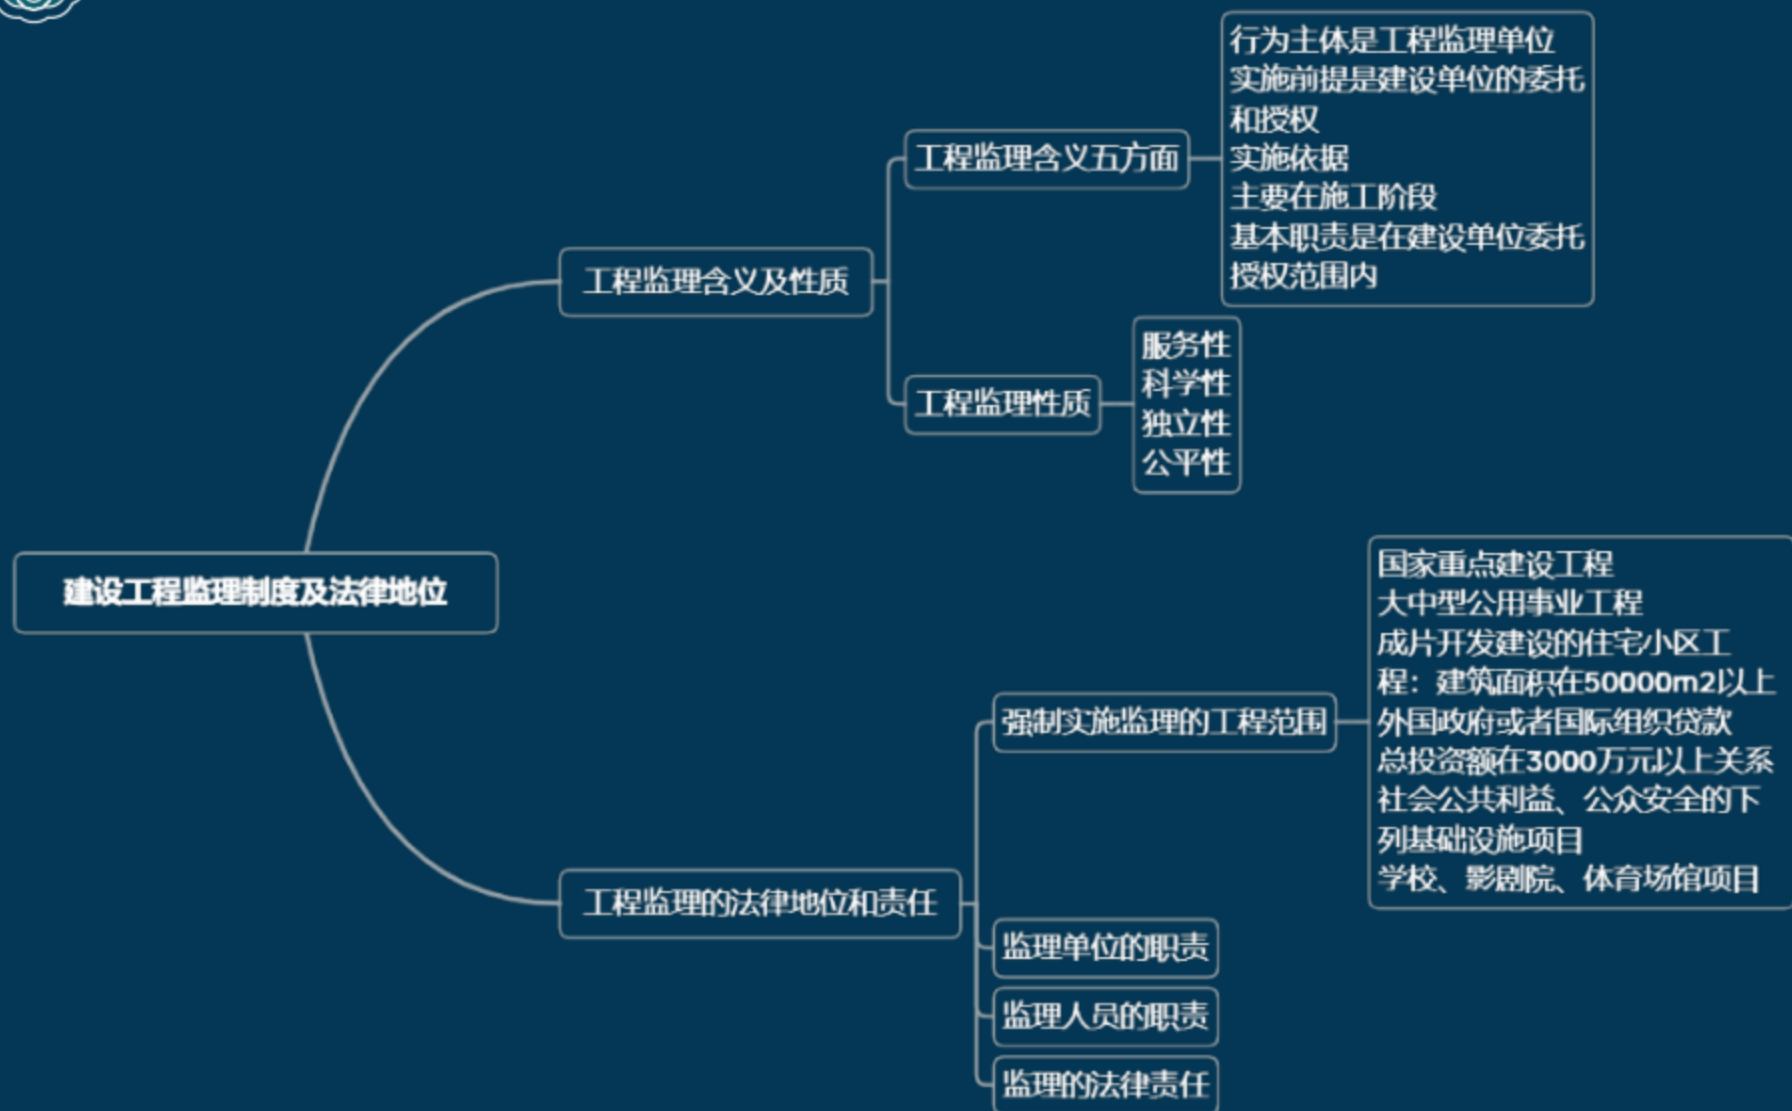 建设工程监理制度及法律地位
工程监理含义及性质
工程监理含义五方面
行为主体是工程监理单位
实施前提是建设单位的委托
和授权
实施依据
主要在施工阶段
基本职责是在建设单位委托
授权范围内
工程监理性质
服务性
科学性
独立性
公平性
工程监理的法律地位和责任
强制实施监理的工程范围
国家重点建设工程
大中型公用事业工程
成片开发建设的住宅小区工
程：建筑面积在50000m2以上
外国政府或者国际组织贷款
总投资额在3000万元以上关系
社会公共利益、公众安全的下
列基础设施项目
学校、影剧院、体育场馆项目
监理单位的职责
监理人员的职责
监理的法律责任